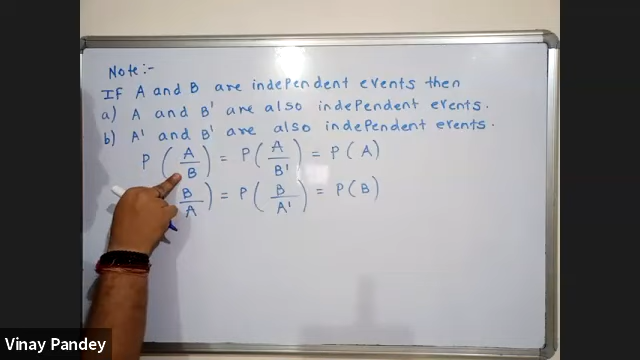 Note:-
IF A and B are independent events then
a) A and B' are also independent events.
b) A' and B' are also independent events.
P(A/B) = P(A/B') = P(A)
(B/A) = P(B/A') = P(B)
Vinay Pandey